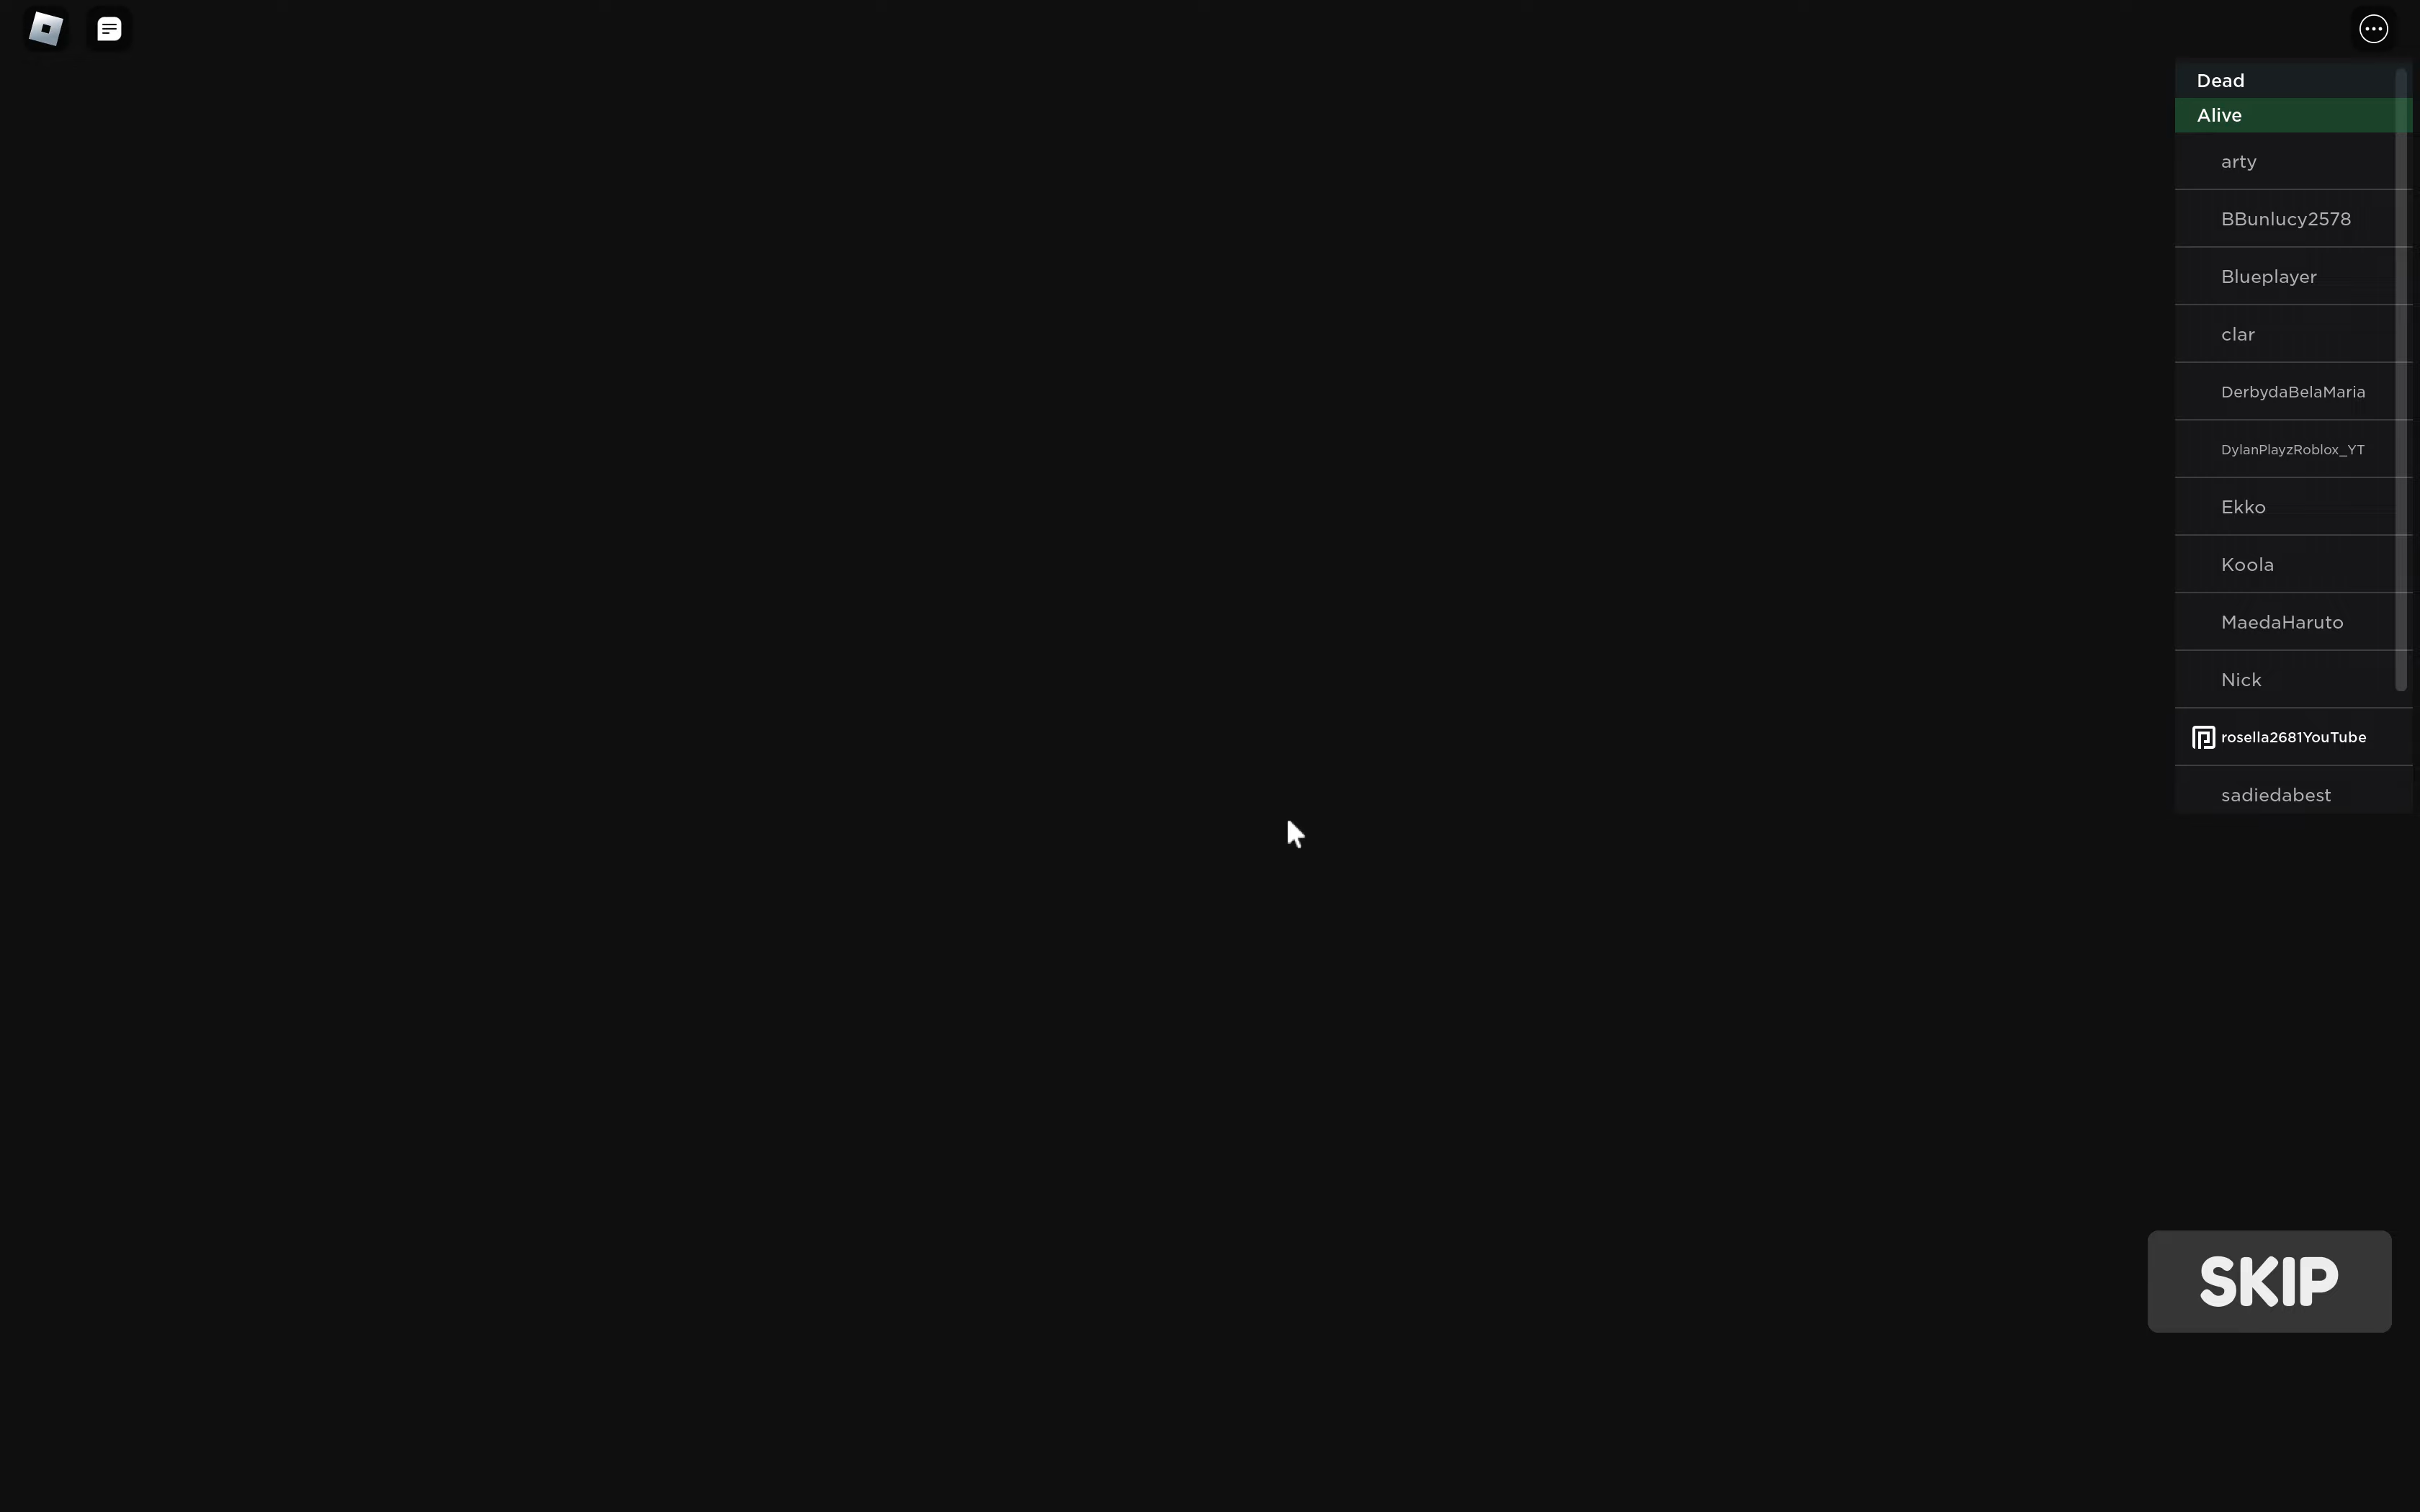 Dead
Alive
arty
BBunlucy2578
Blueplayer
clar
DerbydaBelaMaria
DylanPlayzRoblox_YT
Ekko
Koola
MaedaHaruto
Nick
rosella2681YouTube
sadiedabest
SKIP